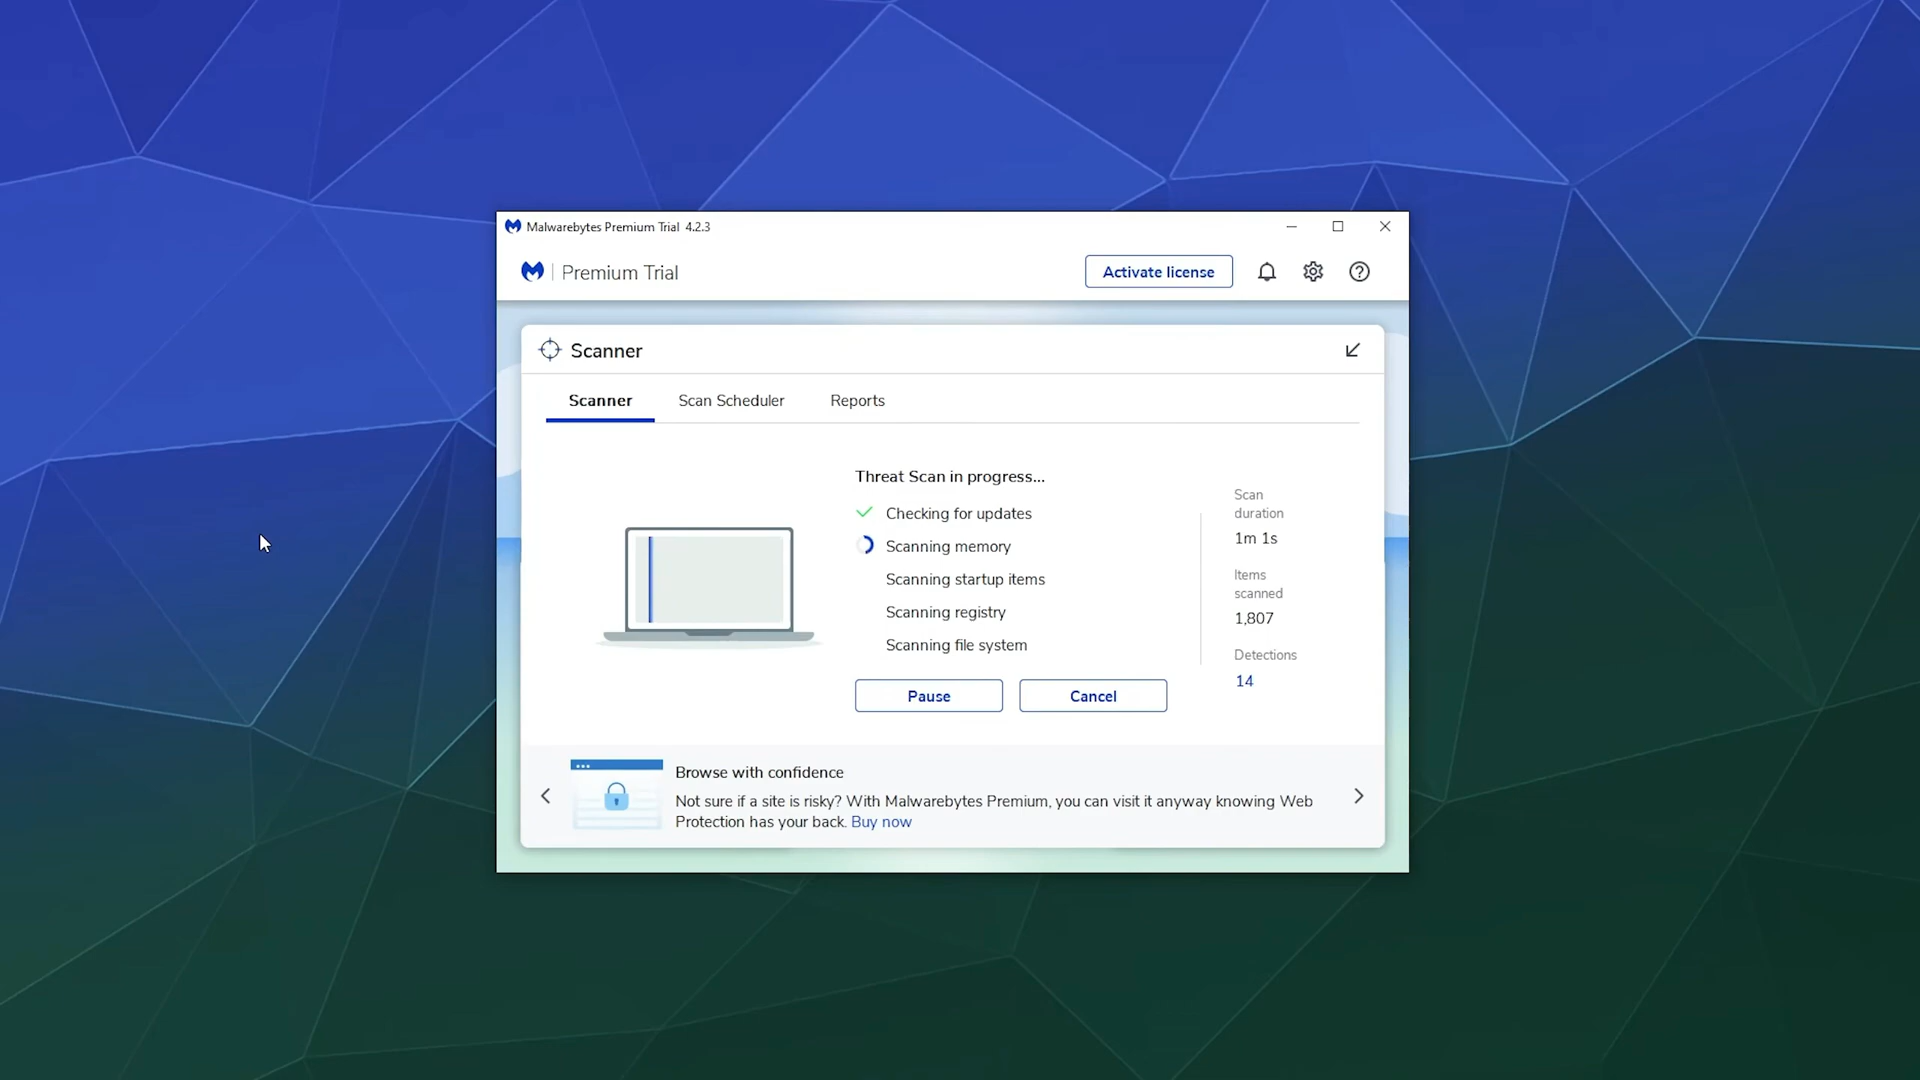 Malwarebytes Premium Trial 4.2.3
Premium Trial
Activate license
Scanner
Scanner
Scan Scheduler
Reports
Threat Scan in progress...
Checking for updates
Scanning memory
Scanning startup items
Scanning registry
Scanning file system
Pause
Cancel
Scan
duration
1m 1s
Items
scanned
1,807
Detections
14
Browse with confidence
Not sure if a site is risky? With Malwarebytes Premium, you can visit it anyway knowing Web
Protection has your back. Buy now